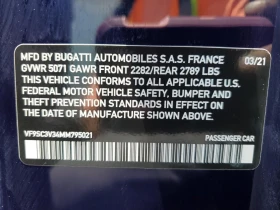 MFD BY BUGATTI AUTOMOBILES S.A.S. FRANCE 03/21
GVWR 5071 GAWR FRONT 2282/REAR 2789 LBS
THIS VEHICLE CONFORMS TO ALL APPLICABLE U.S.
FEDERAL MOTOR VEHICLE SAFETY, BUMPER AND
THEFT PREVENTION STANDARDS IN EFFECT ON
THE DATE OF MANUFACTURE SHOWN ABOVE.
VF9SC3V34MM795021 PASSENGER CAR